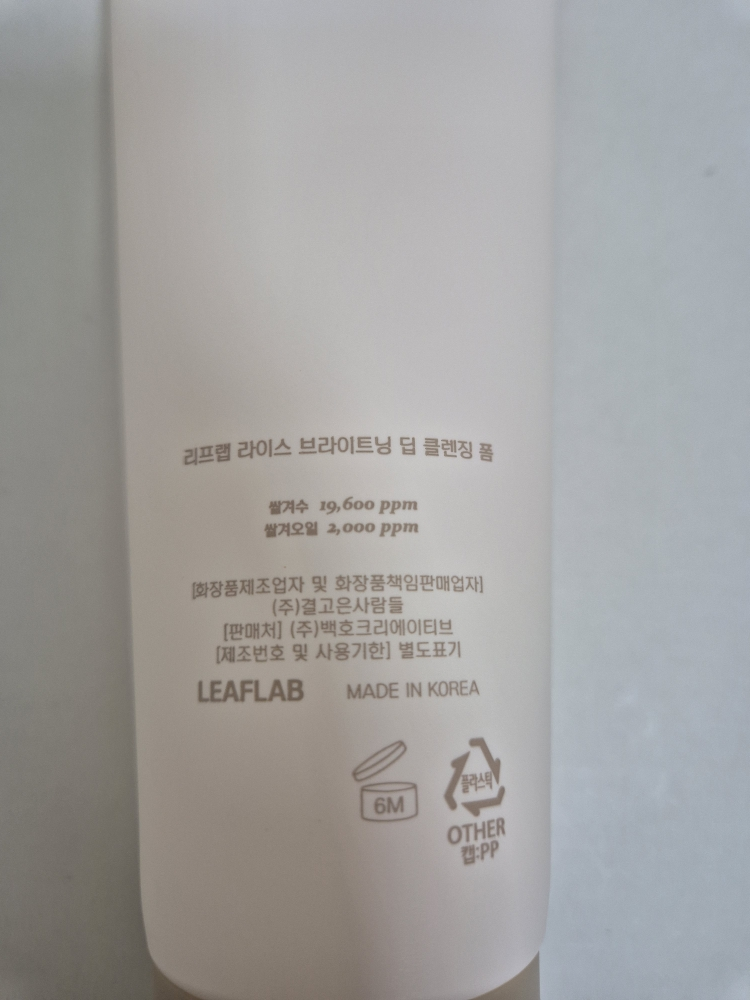 리프랩 라이스 브라이트닝 딥 클렌징 폼
쌀겨수 19,600 ppm
쌀겨오일 2,000 ppm
[화장품제조업자 및 화장품책임판매업자]
(주)결고은사람들
[판매처] (주)백호크리에이티브
[제조번호 및 사용기한] 별도표기
LEAFLAB MADE IN KOREA
6M
플라스틱
OTHER
캡:PP